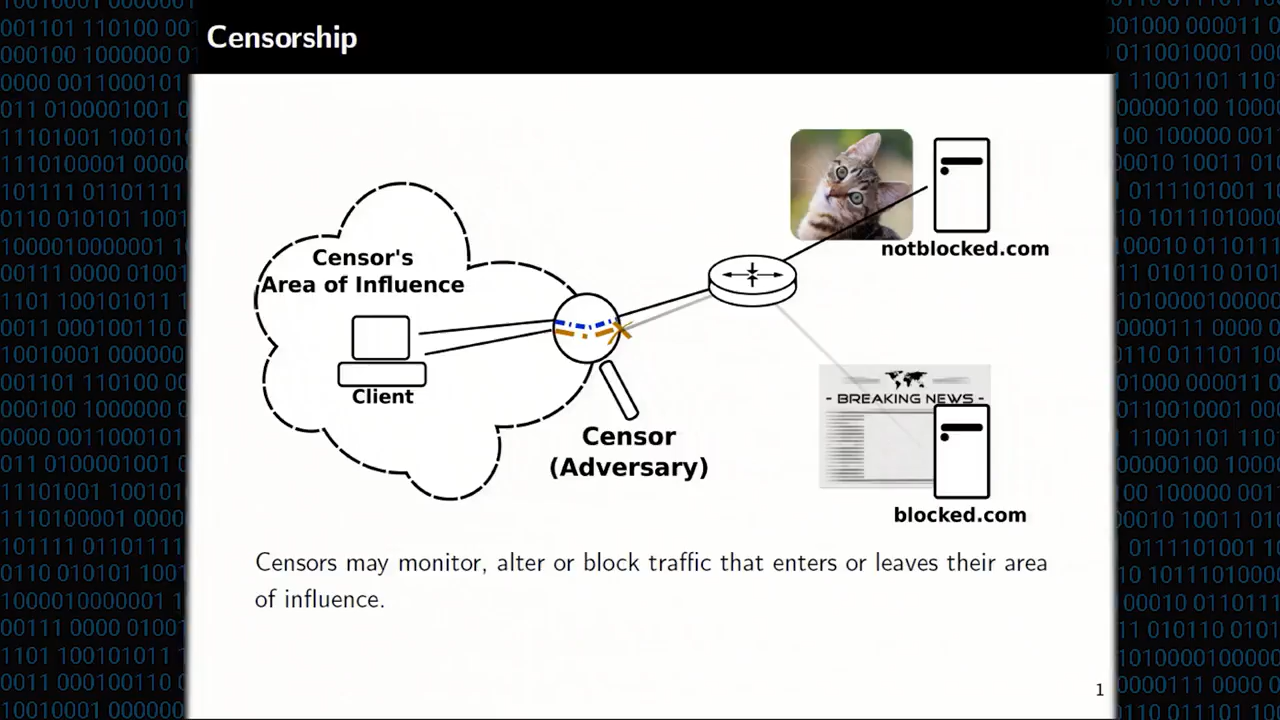 Censorship
Censor's
Area of Influence
Client
Censor
(Adversary)
notblocked.com
- BREAKING NEWS -
blocked.com
Censors may monitor, alter or block traffic that enters or leaves their area
of influence.
1